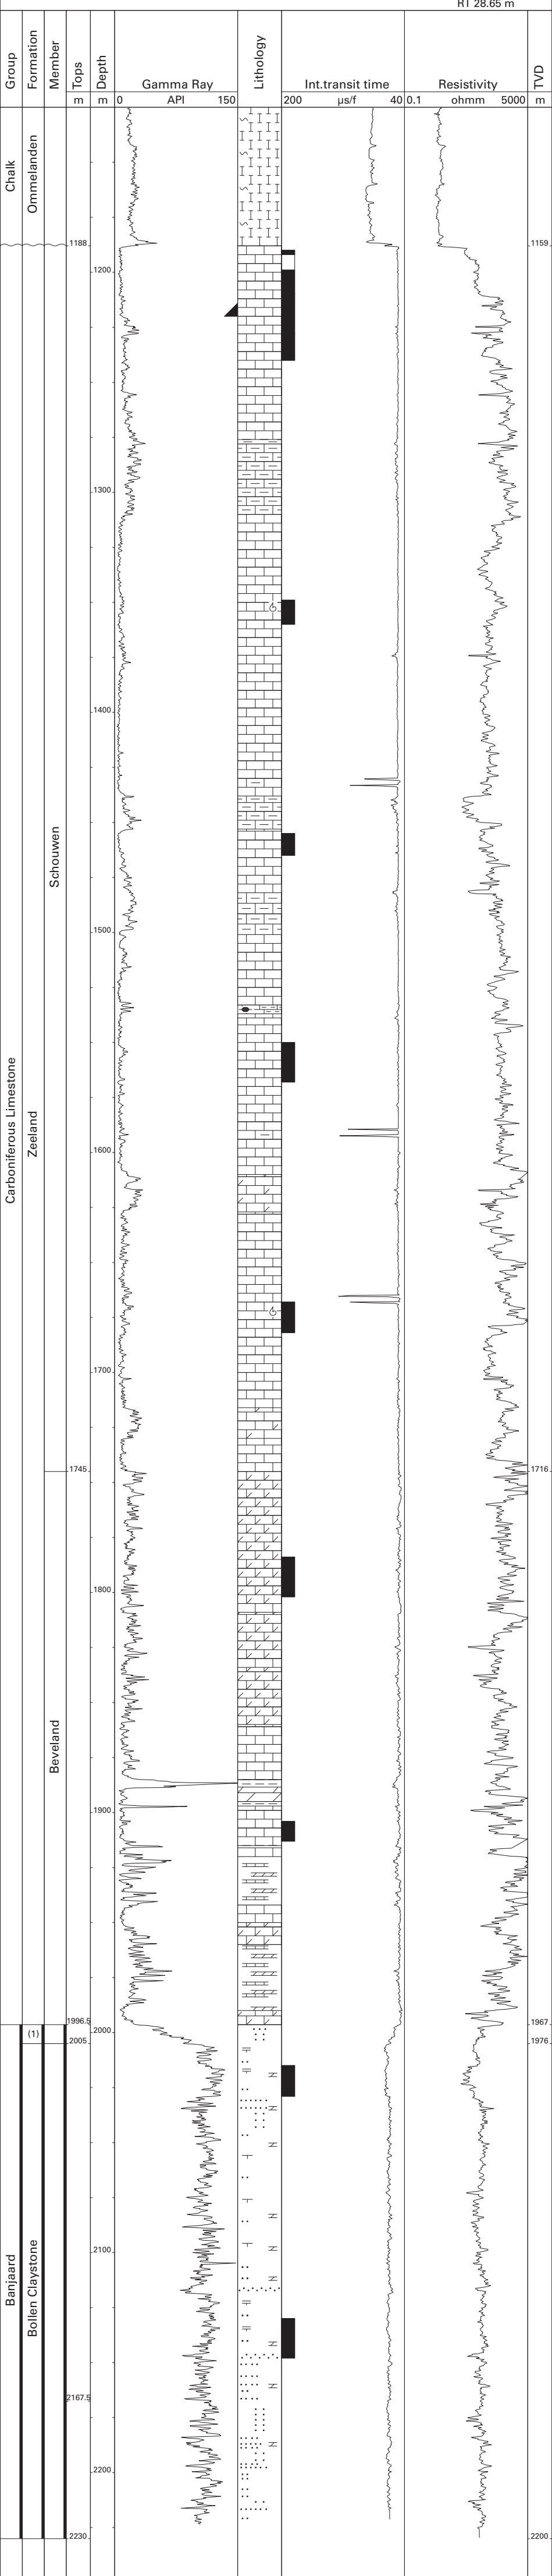 RT 28.65 m
Group
Formation
Member
Tops
Depth
Gamma Ray
Lithology
Int.transit time
Resistivity
TVD
m m 0 API 150 200 µs/f 40 0.1 ohmm 5000 m
Chalk
Ommelanden
1188 1159
1200
1300
1400
Schouwen
1500
Carboniferous Limestone
Zeeland
1600
1700
1745 1716
1800
Beveland
1900
1996.5 1967
(1) 2000
2005 1976
2100
Banjaard
Bollen Claystone
2167.5
2200
2230 2200